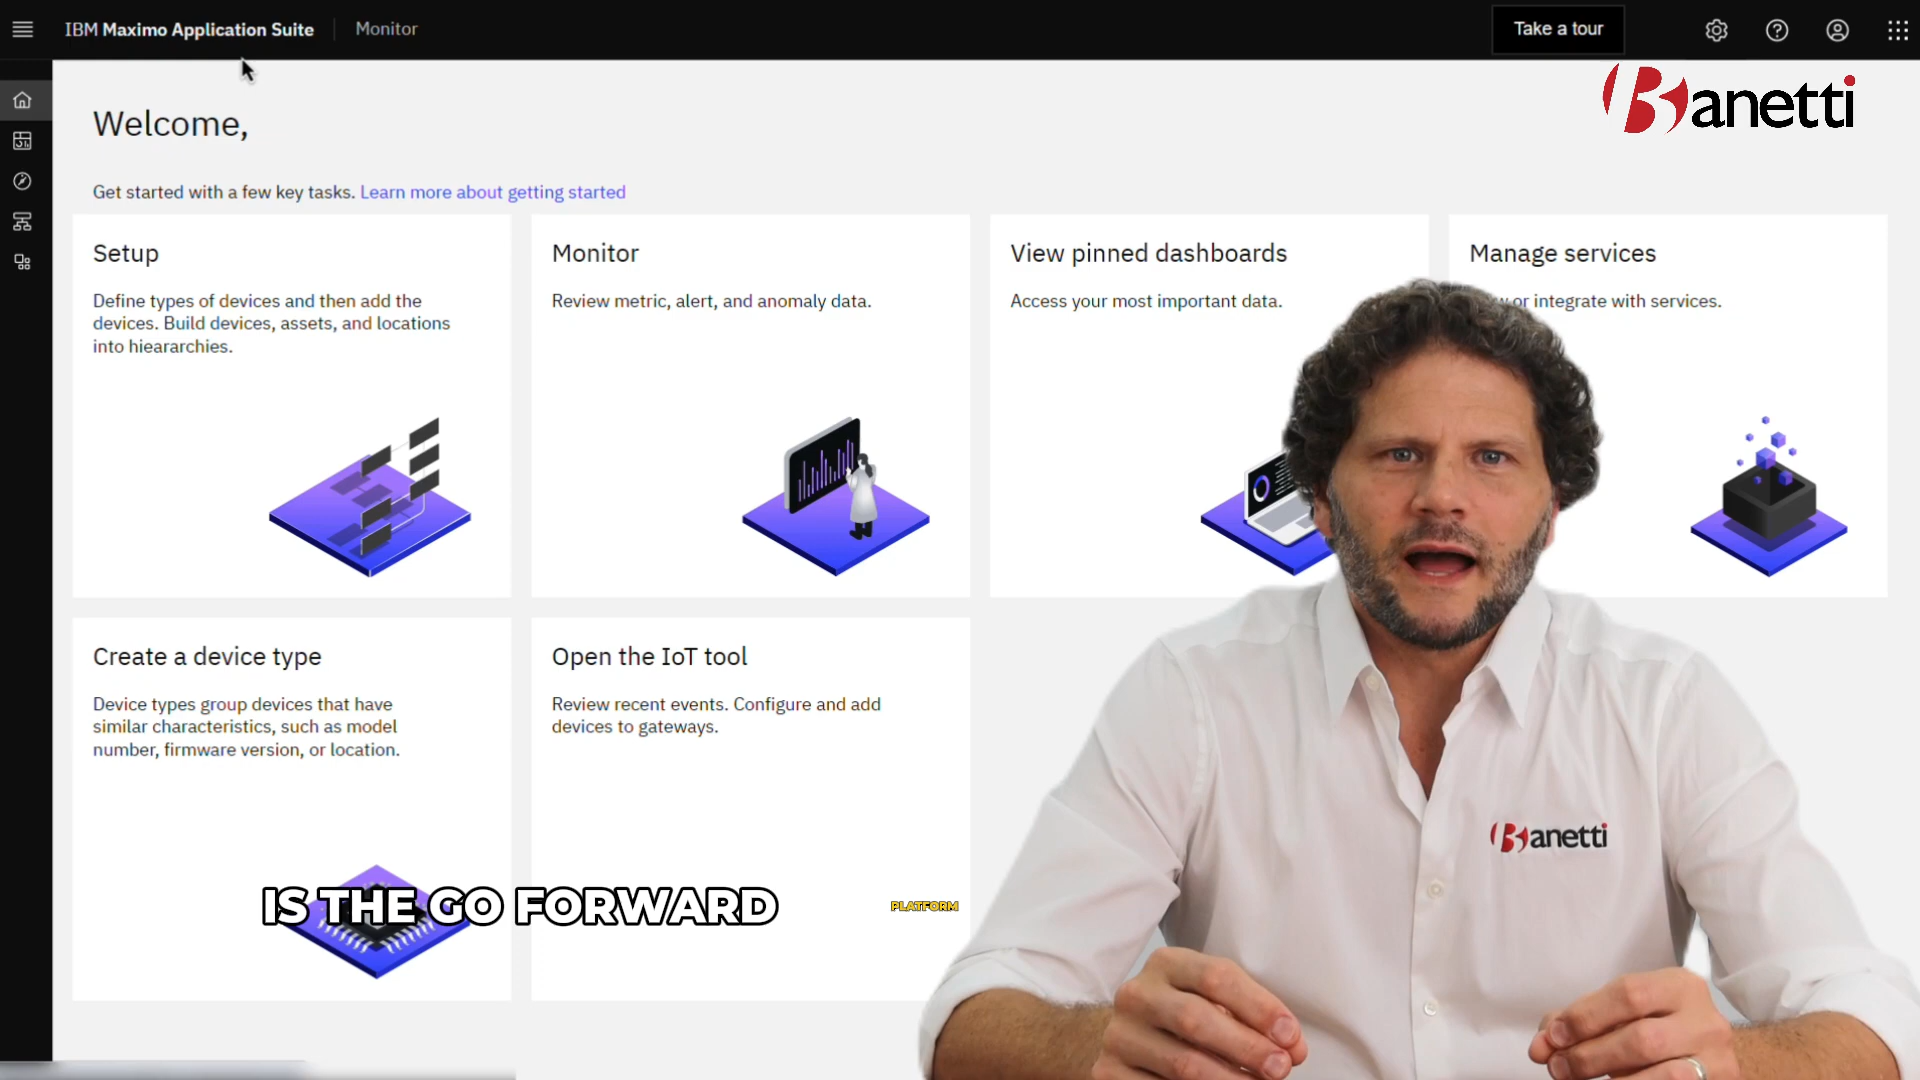 IBM Maximo Application Suite
Monitor
Take a tour
Banetti
Welcome,
Get started with a few key tasks. Learn more about getting started
Setup
Define types of devices and then add the
devices. Build devices, assets, and locations
into hieararchies.
Monitor
Review metric, alert, and anomaly data.
View pinned dashboards
Access your most important data.
Manage services
or integrate with services.
Create a device type
Device types group devices that have
similar characteristics, such as model
number, firmware version, or location.
Open the IoT tool
Review recent events. Configure and add
devices to gateways.
Banetti
IS THE GO FORWARD PLATFORM